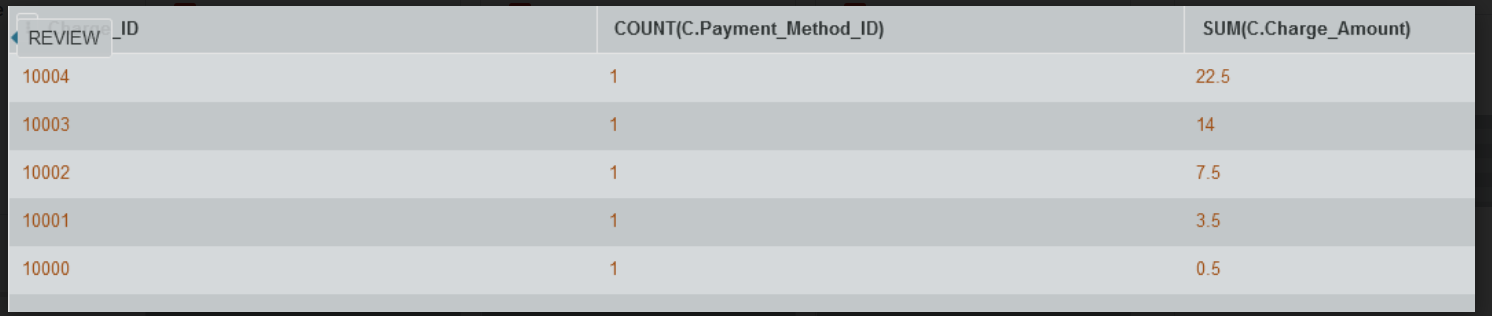 REVIEW _ID COUNT(C.Payment_Method_ID) SUM(C.Charge_Amount)
10004 1 22.5
10003 1 14
10002 1 7.5
10001 1 3.5
10000 1 0.5